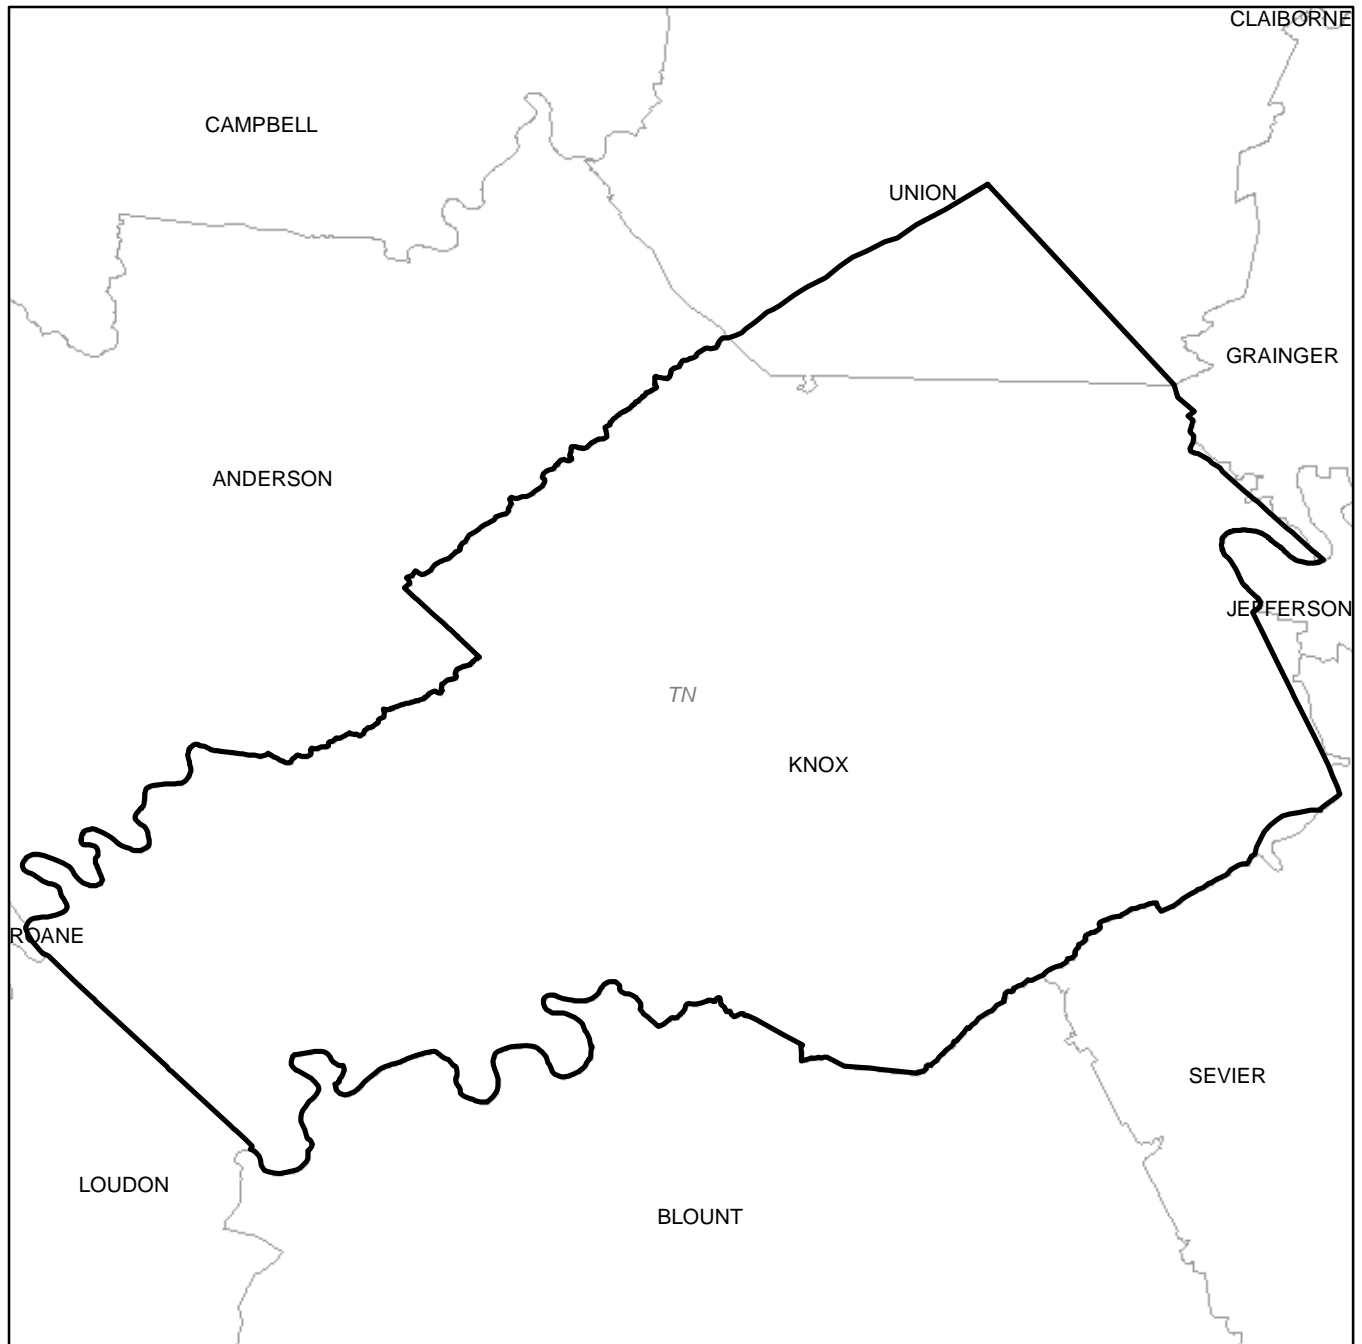 CLAIBORNE
CAMPBELL
UNION
GRAINGER
ANDERSON
JEFFERSON
TN
KNOX
ROANE
SEVIER
LOUDON
BLOUNT